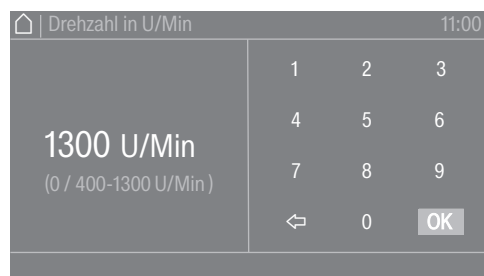 Drehzahl in U/Min 11:00
1300 U/Min
(0 / 400-1300 U/Min)
1 2 3
4 5 6
7 8 9
0 OK